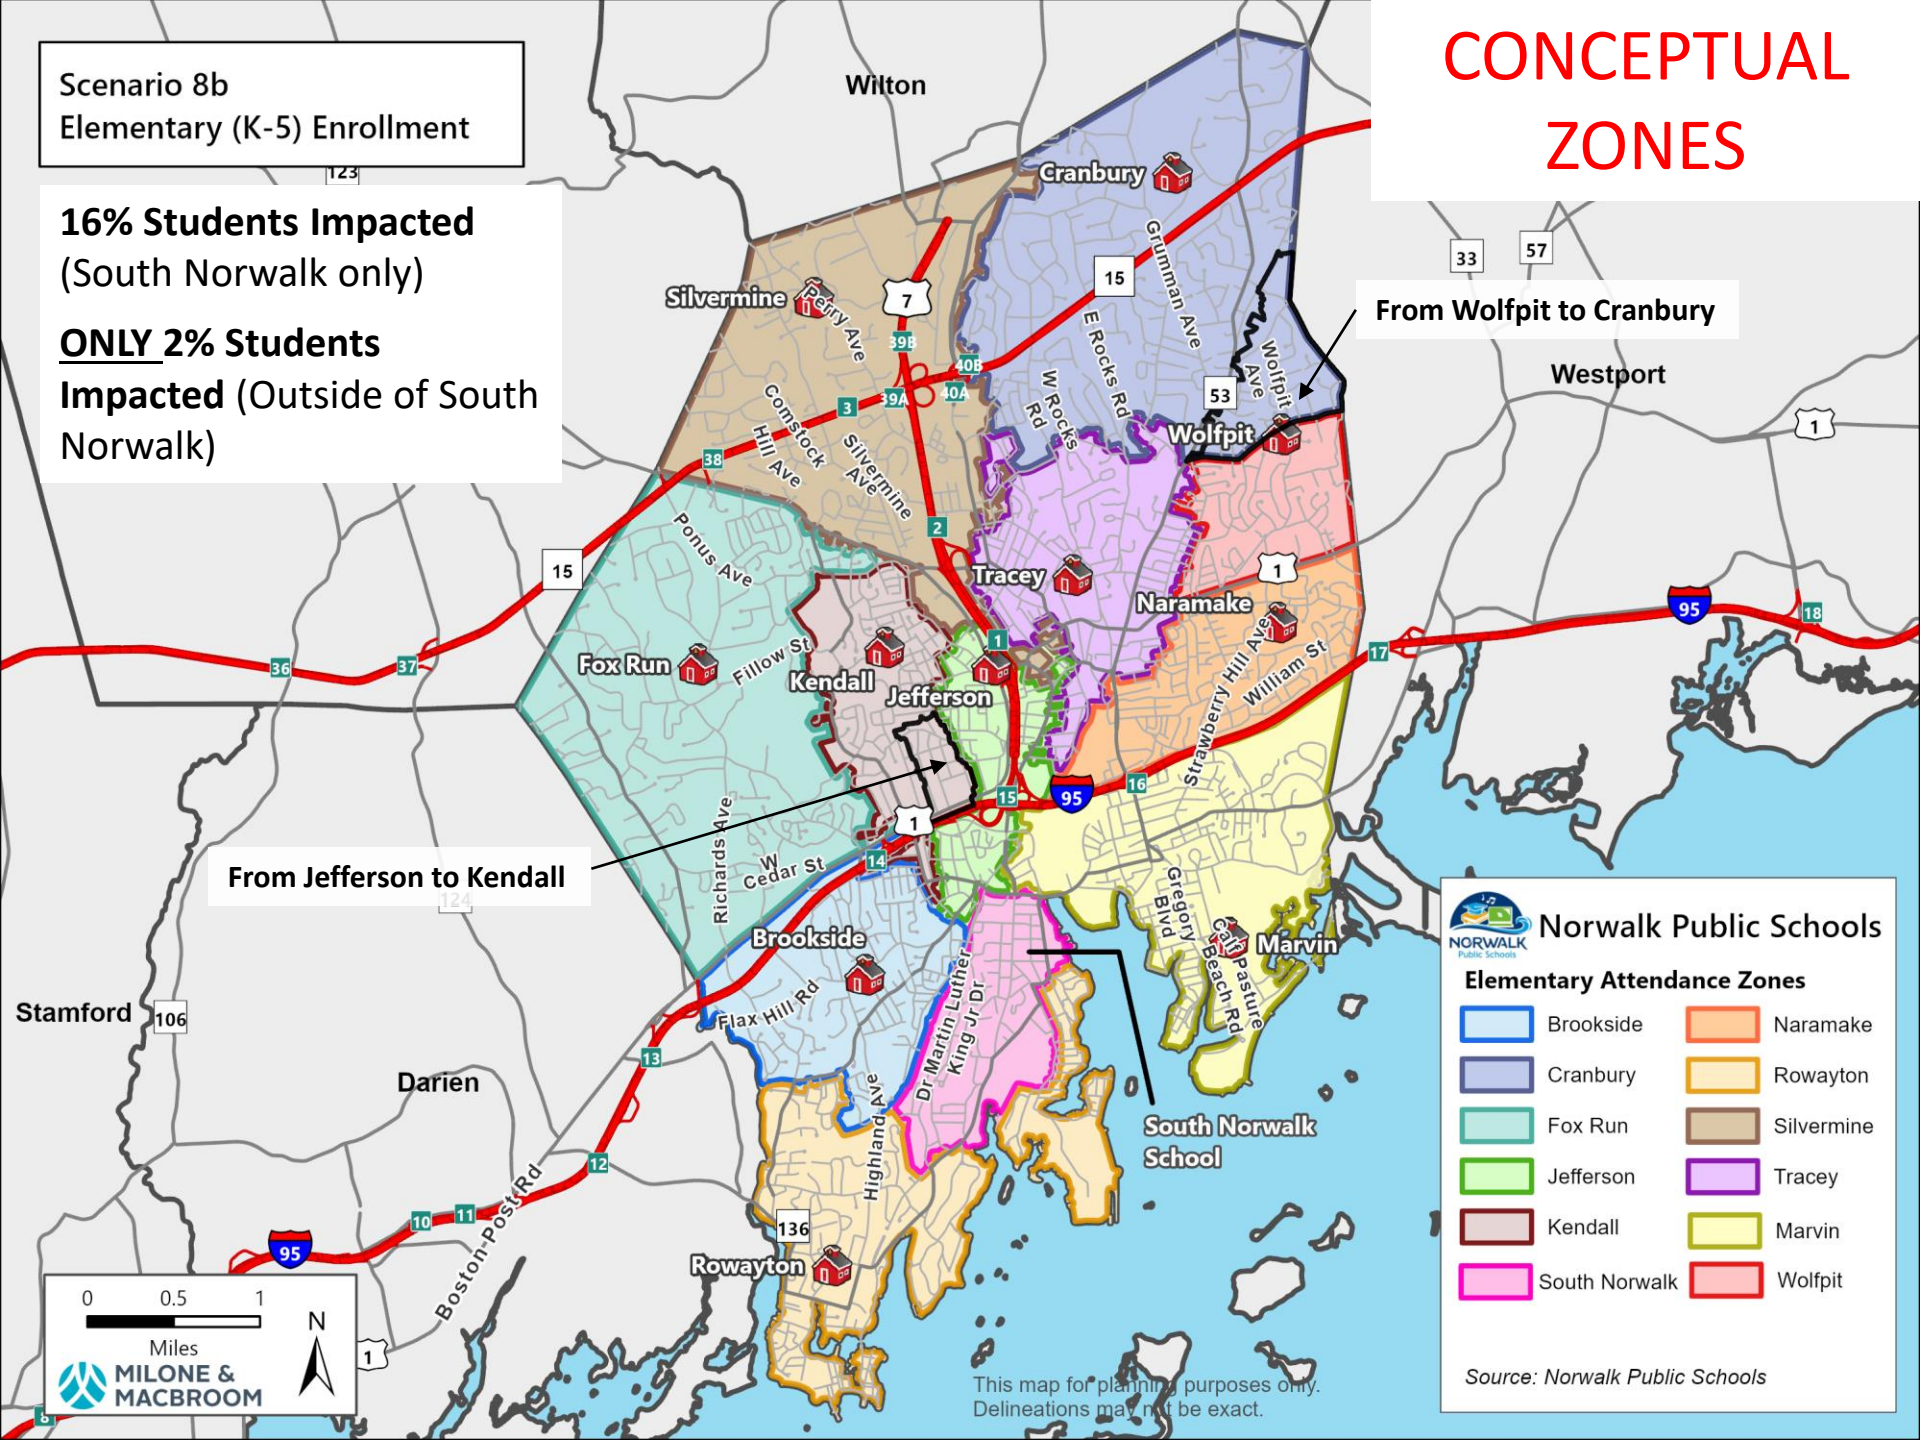 CONCEPTUAL
ZONES
Scenario 8b
Elementary (K-5) Enrollment
123
16% Students Impacted
(South Norwalk only)
ONLY 2% Students
Impacted (Outside of South
Norwalk)
Wilton
Cranbury
Silvermine
Perry Ave
7
15
Grumman Ave
33
57
From Wolfpit to Cranbury
39B
40B
40A
39A
3
E Rocks Rd
W Rocks
Rd
53
Wolfpit
Ave
Westport
1
Wolfpit
Comstock
Hill Ave
Silvermine
Ave
38
2
Ponus Ave
15
Tracey
1
Naramake
95
18
17
36
37
Fox Run
Fillow St
Kendall
Jefferson
1
Strawberry Hill Ave
William St
15
95
16
1
14
Richards Ave
W
Cedar St
From Jefferson to Kendall
124
Brookside
Flax Hill Rd
Dr Martin Luther
King Jr Dr
Gregory
Blvd
Calf Pasture
Beach Rd
Marvin
Stamford
106
13
Darien
Highland Ave
South Norwalk
School
12
11
10
Boston Post Rd
95
136
Rowayton
1
8
0 0.5 1
Miles
N
MILONE &
MACBROOM
This map for planning purposes only.
Delineations may not be exact.
NORWALK
Public Schools
Norwalk Public Schools
Elementary Attendance Zones
Brookside
Naramake
Cranbury
Rowayton
Fox Run
Silvermine
Jefferson
Tracey
Kendall
Marvin
South Norwalk
Wolfpit
Source: Norwalk Public Schools